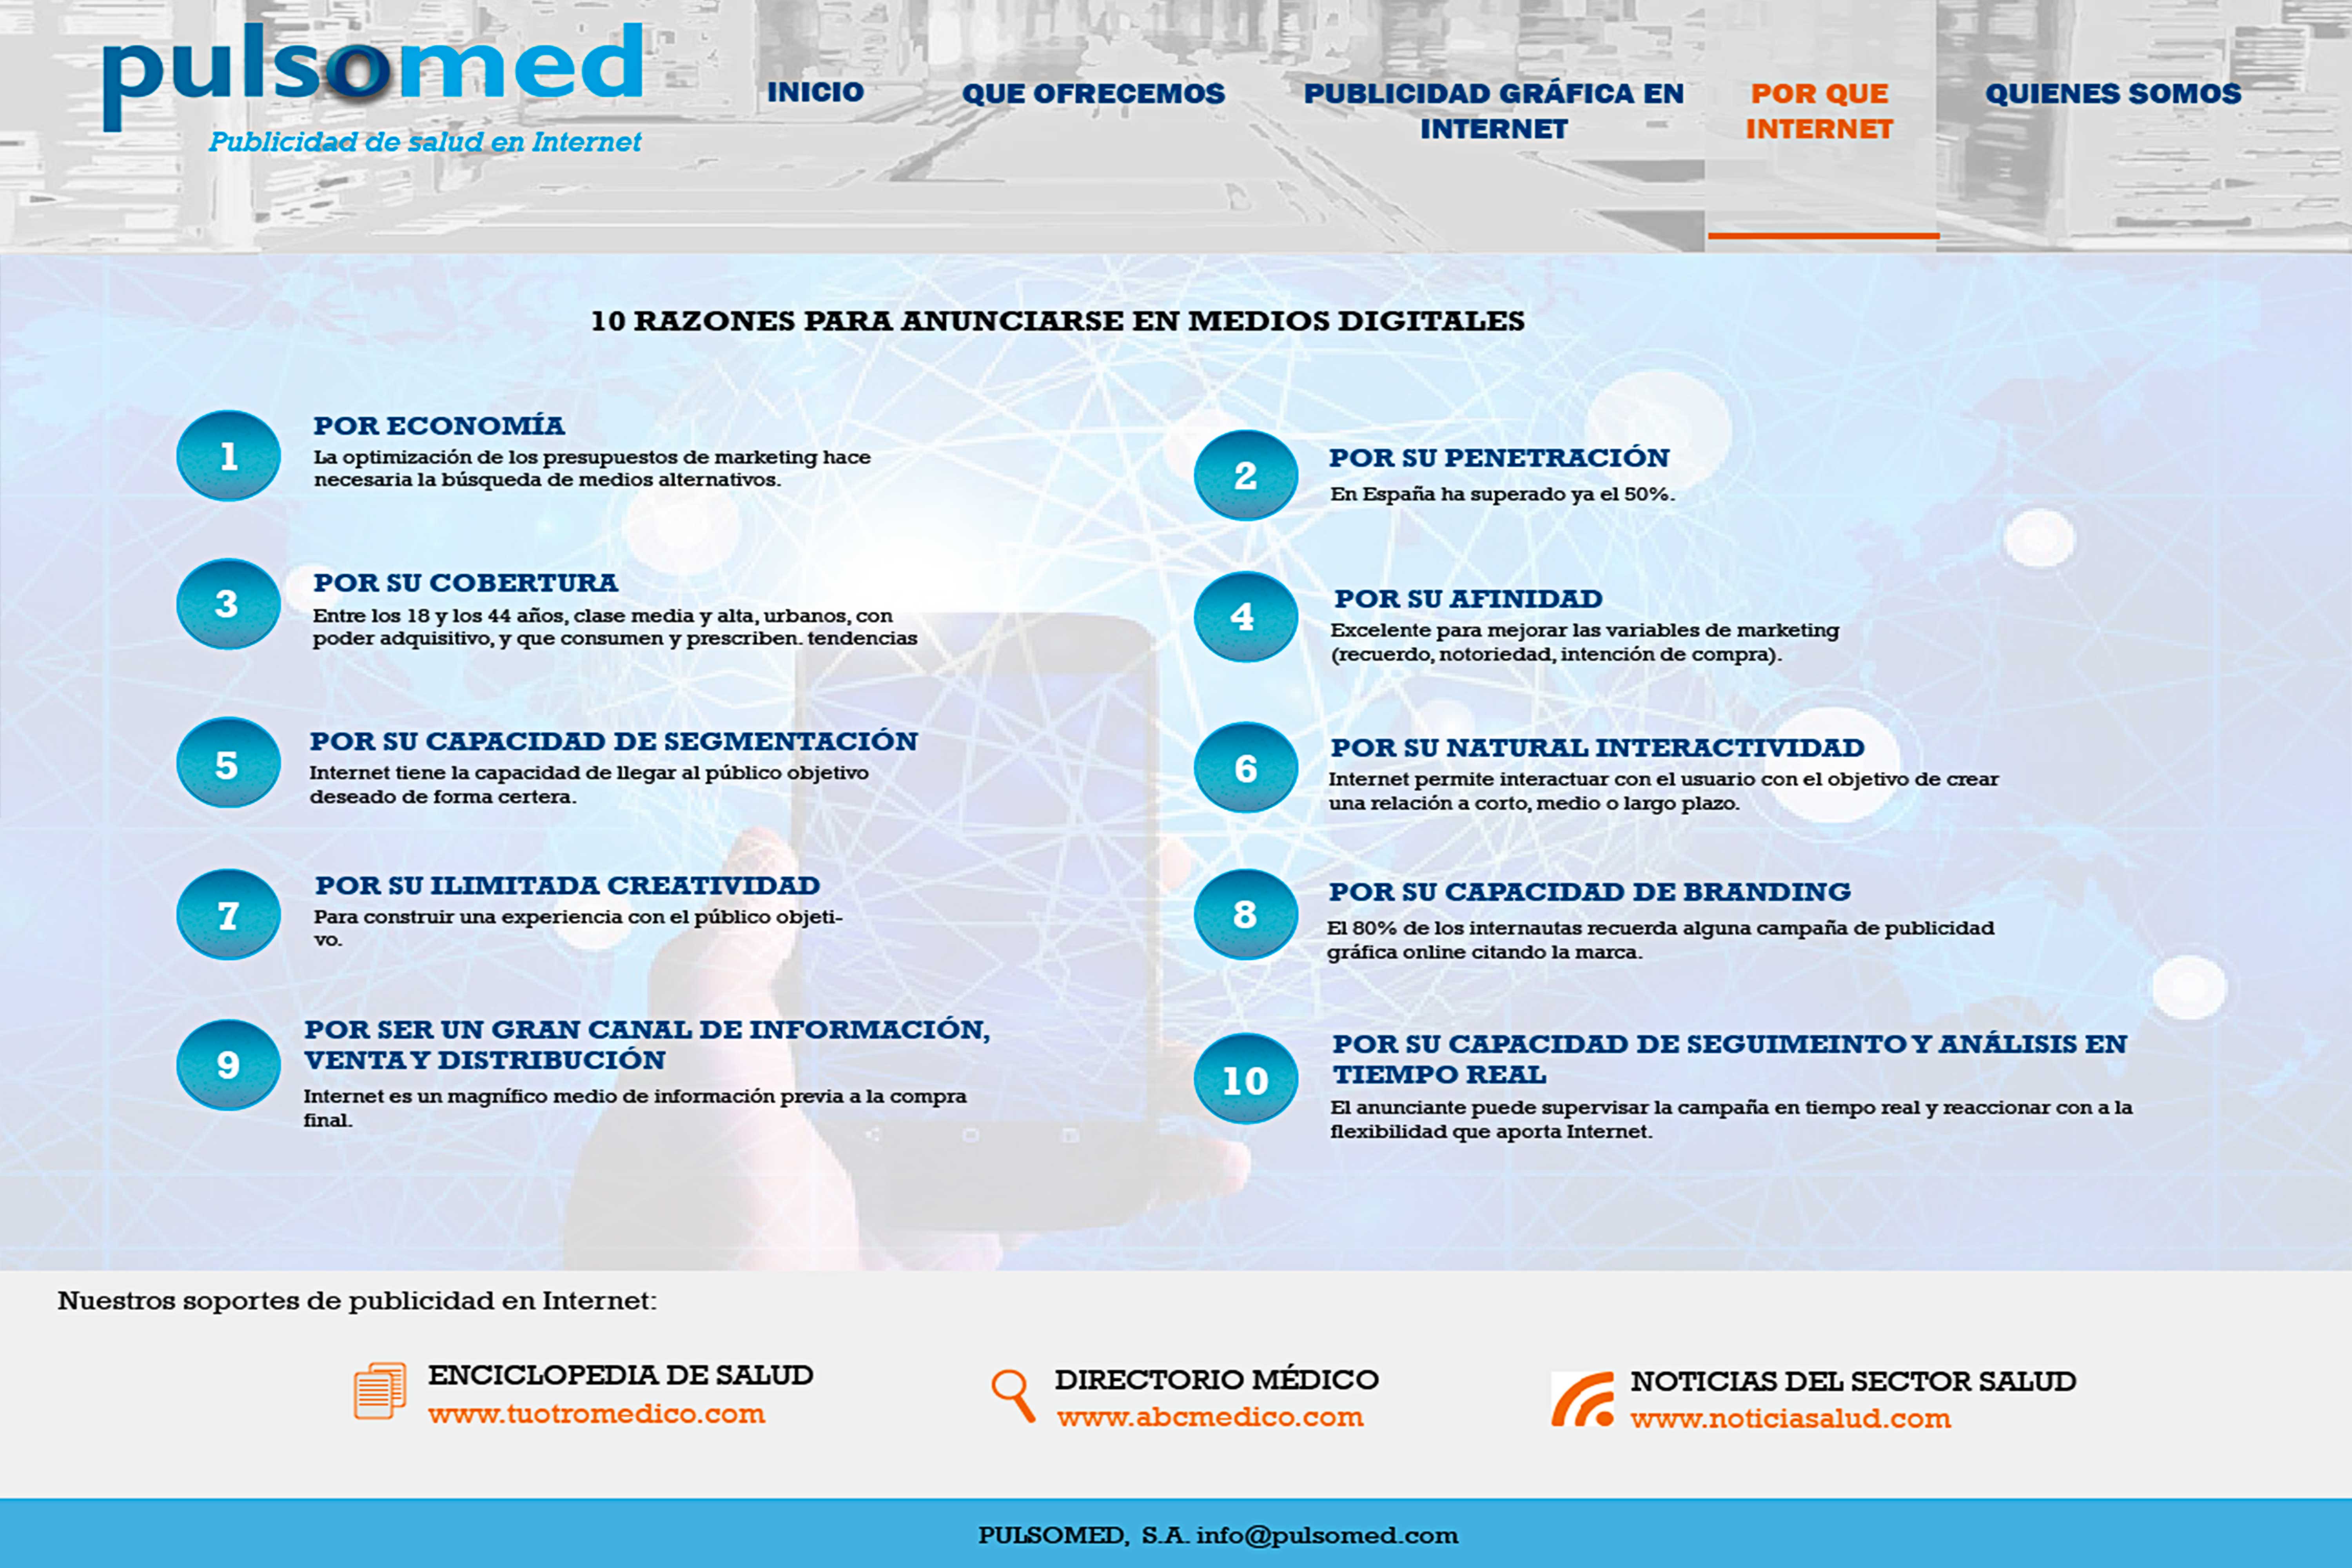 pulsomed
Publicidad de salud en Internet
INICIO
QUE OFRECEMOS
PUBLICIDAD GRÁFICA EN
INTERNET
POR QUE
INTERNET
QUIENES SOMOS
10 RAZONES PARA ANUNCIARSE EN MEDIOS DIGITALES
1
POR ECONOMÍA
La optimización de los presupuestos de marketing hace
necesaria la búsqueda de medios alternativos.
2
POR SU PENETRACIÓN
En España ha superado ya el 50%.
3
POR SU COBERTURA
Entre los 18 y los 44 años, clase media y alta, urbanos, con
poder adquisitivo, y que consumen y prescriben. tendencias
4
POR SU AFINIDAD
Excelente para mejorar las variables de marketing
(recuerdo, notoriedad, intención de compra).
5
POR SU CAPACIDAD DE SEGMENTACIÓN
Internet tiene la capacidad de llegar al público objetivo
deseado de forma certera.
6
POR SU NATURAL INTERACTIVIDAD
Internet permite interactuar con el usuario con el objetivo de crear
una relación a corto, medio o largo plazo.
7
POR SU ILIMITADA CREATIVIDAD
Para construir una experiencia con el público objeti-
vo.
8
POR SU CAPACIDAD DE BRANDING
El 80% de los internautas recuerda alguna campaña de publicidad
gráfica online citando la marca.
9
POR SER UN GRAN CANAL DE INFORMACIÓN,
VENTA Y DISTRIBUCIÓN
Internet es un magnífico medio de información previa a la compra
final.
10
POR SU CAPACIDAD DE SEGUIMEINTO Y ANÁLISIS EN
TIEMPO REAL
El anunciante puede supervisar la campaña en tiempo real y reaccionar con a la
flexibilidad que aporta Internet.
Nuestros soportes de publicidad en Internet:
ENCICLOPEDIA DE SALUD
www.tuotromedico.com
DIRECTORIO MÉDICO
www.abcmedico.com
NOTICIAS DEL SECTOR SALUD
www.noticiasalud.com
PULSOMED, S.A. info@pulsomed.com